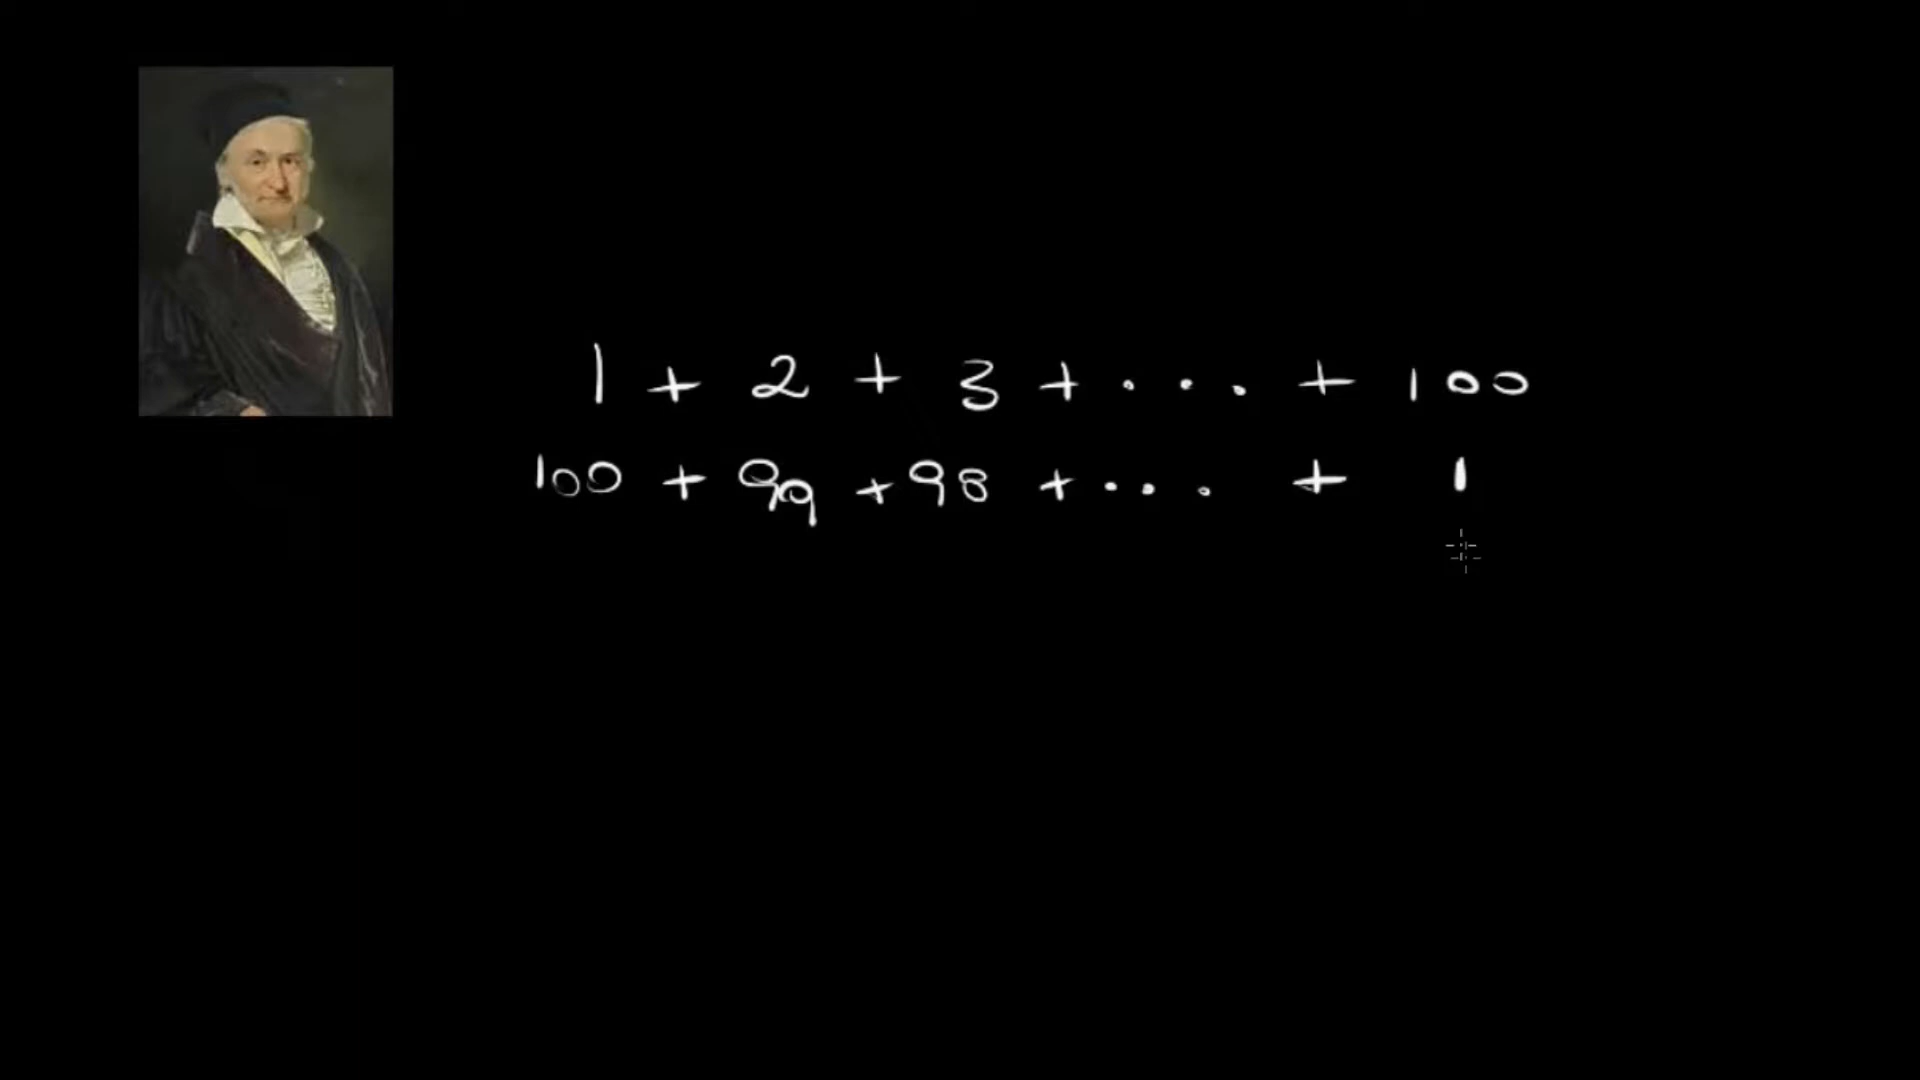 1 + 2 + 3 + . . . + 100
100 + 99 + 98 + . . . + 1